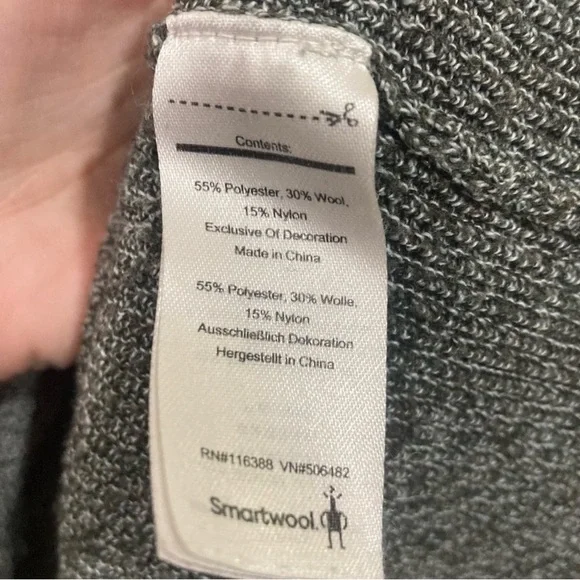 Contents:
55% Polyester, 30% Wool,
15% Nylon
Exclusive Of Decoration
Made in China
55% Polyester, 30% Wolle,
15% Nylon
Ausschließlich Dokoration
Hergestellt in China
RN#116388 VN#506482
Smartwool.